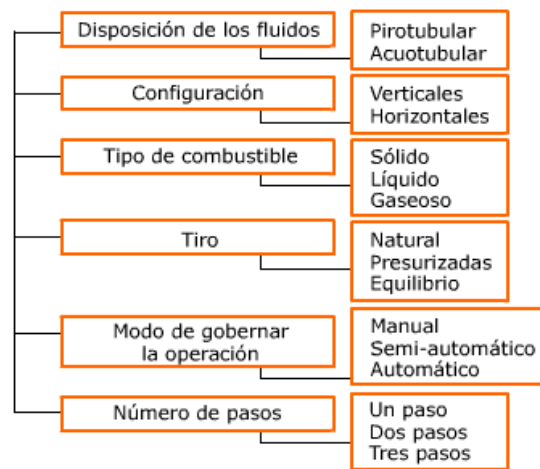 Disposición de los fluidos
Pirotubular
Acuotubular
Configuración
Verticales
Horizontales
Tipo de combustible
Sólido
Líquido
Gaseoso
Tiro
Natural
Presurizadas
Equilibrio
Modo de gobernar
la operación
Manual
Semi-automático
Automático
Número de pasos
Un paso
Dos pasos
Tres pasos